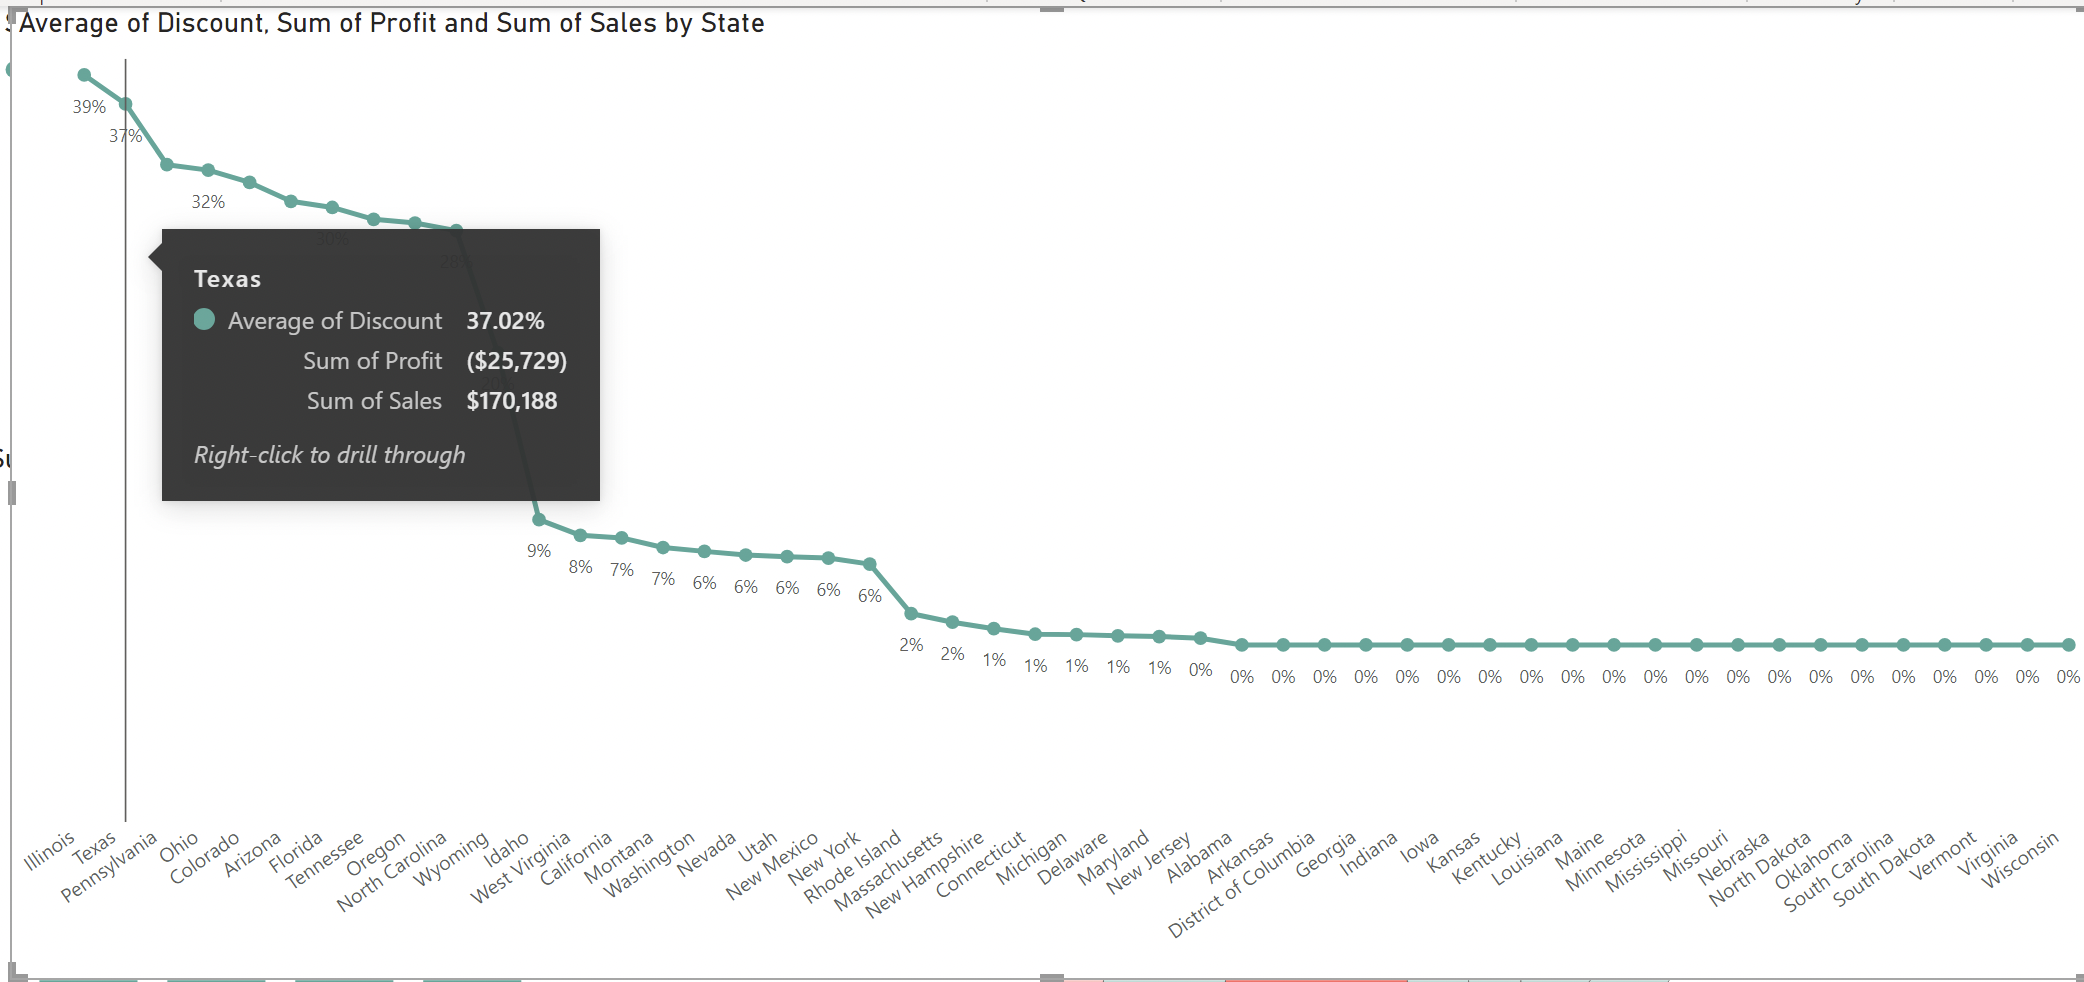 Average of Discount, Sum of Profit and Sum of Sales by State
39%
37%
32%
30%
28%
Texas
Average of Discount 37.02%
Sum of Profit ($25,729)
Sum of Sales $170,188
Right-click to drill through
9% 8% 7% 7% 6% 6% 6% 6% 6% 2% 2% 1% 1% 1% 1% 1% 0% 0% 0% 0% 0% 0% 0% 0% 0% 0% 0% 0% 0% 0% 0% 0% 0% 0% 0% 0% 0% 0%
Illinois
Texas
Pennsylvania
Ohio
Colorado
Arizona
Florida
Tennessee
Oregon
North Carolina
Wyoming
Idaho
West Virginia
California
Montana
Washington
Nevada
Utah
New Mexico
New York
Rhode Island
Massachusetts
New Hampshire
Connecticut
Michigan
Delaware
Maryland
New Jersey
Alabama
Arkansas
District of Columbia
Georgia
Indiana
Iowa
Kansas
Kentucky
Louisiana
Maine
Minnesota
Mississippi
Missouri
Nebraska
North Dakota
Oklahoma
South Carolina
South Dakota
Vermont
Virginia
Wisconsin